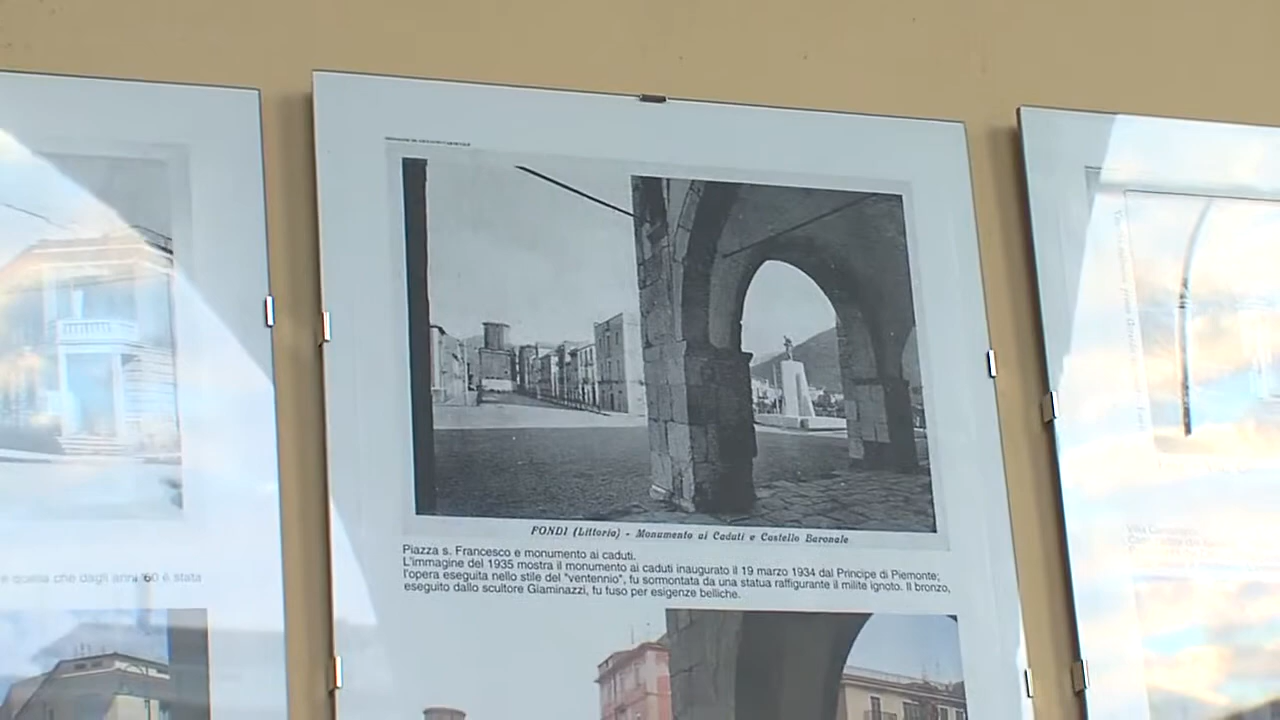 FONDI (Littoria) - Monumento ai Caduti e Castello Baronale
Piazza s. Francesco e monumento ai caduti.
L'immagine del 1935 mostra il monumento ai caduti inaugurato il 19 marzo 1934 dal Principe di Piemonte;
l'opera eseguita nello stile del "ventennio", fu sormontata da una statua raffigurante il milite ignoto. Il bronzo,
eseguito dallo scultore Giaminazzi, fu fuso per esigenze belliche.
e quella che dagli anni '60 è stata